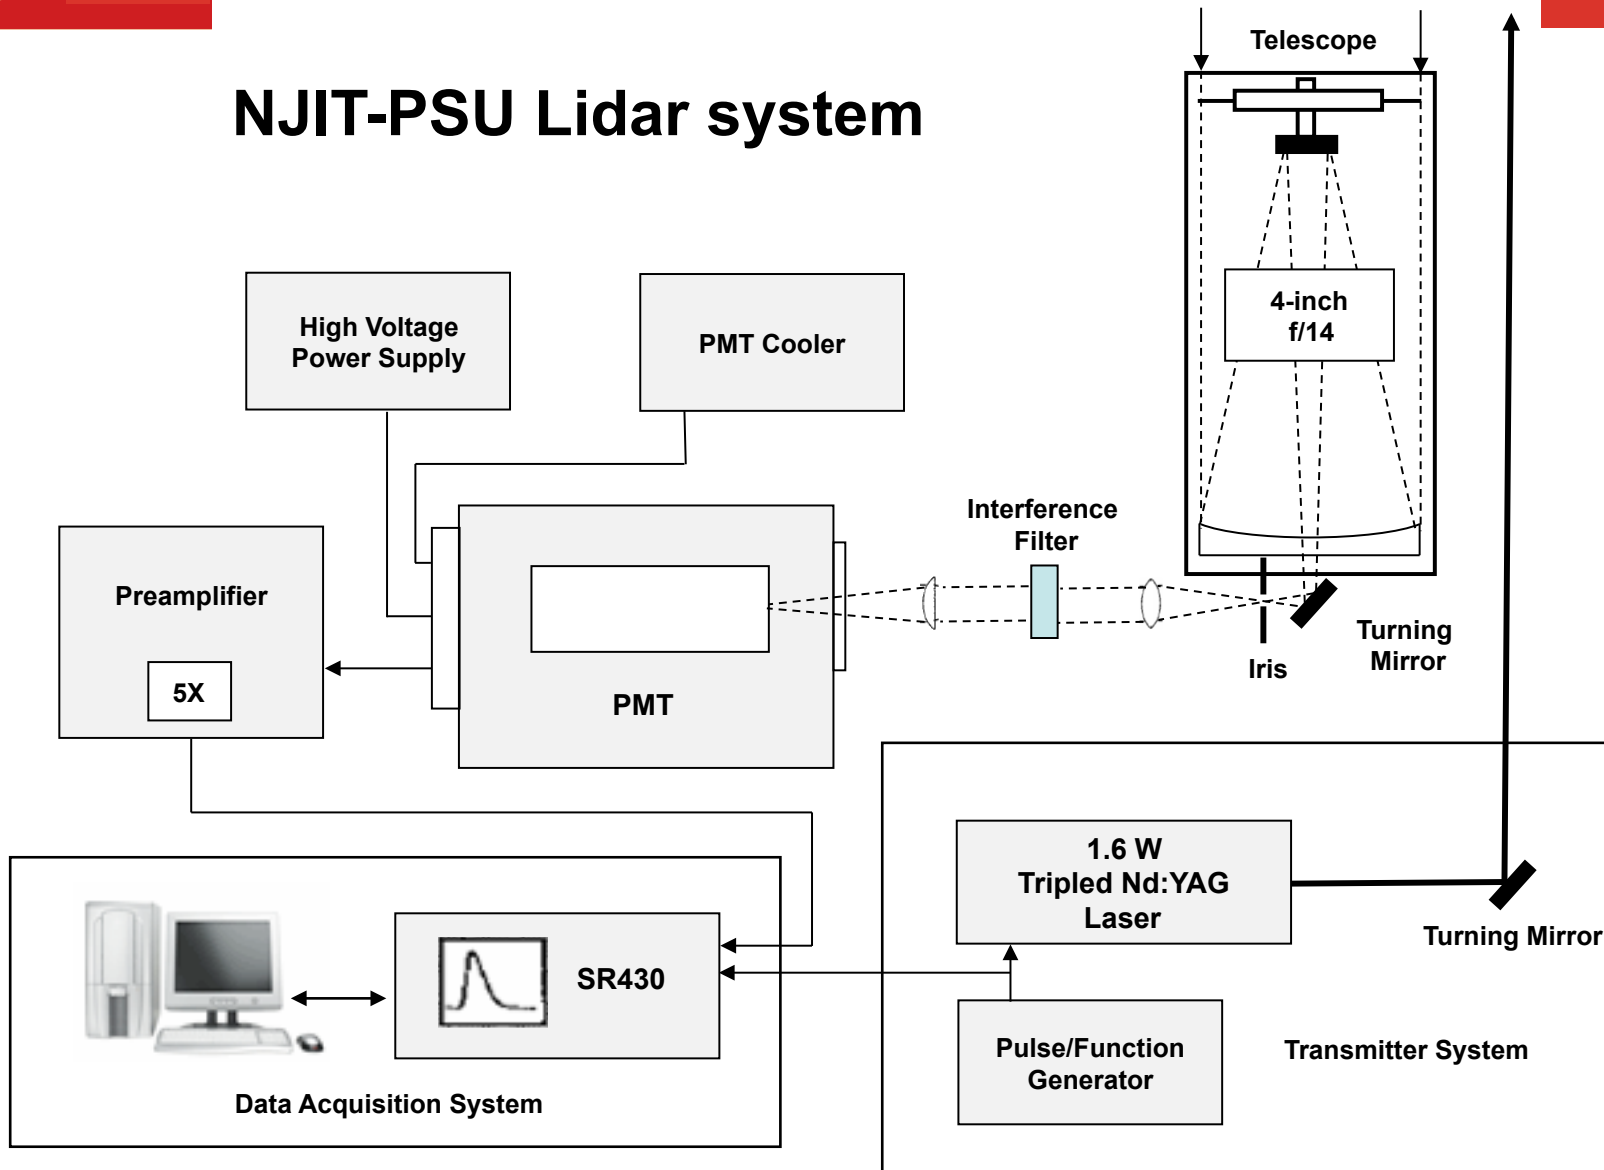 Telescope
NJIT-PSU Lidar system
4-inch
f/14
High Voltage
Power Supply
PMT Cooler
Interference
Filter
Preamplifier
5X
PMT
Iris
Turning
Mirror
1.6 W
Tripled Nd:YAG
Laser
Turning Mirror
SR430
Pulse/Function
Generator
Transmitter System
Data Acquisition System